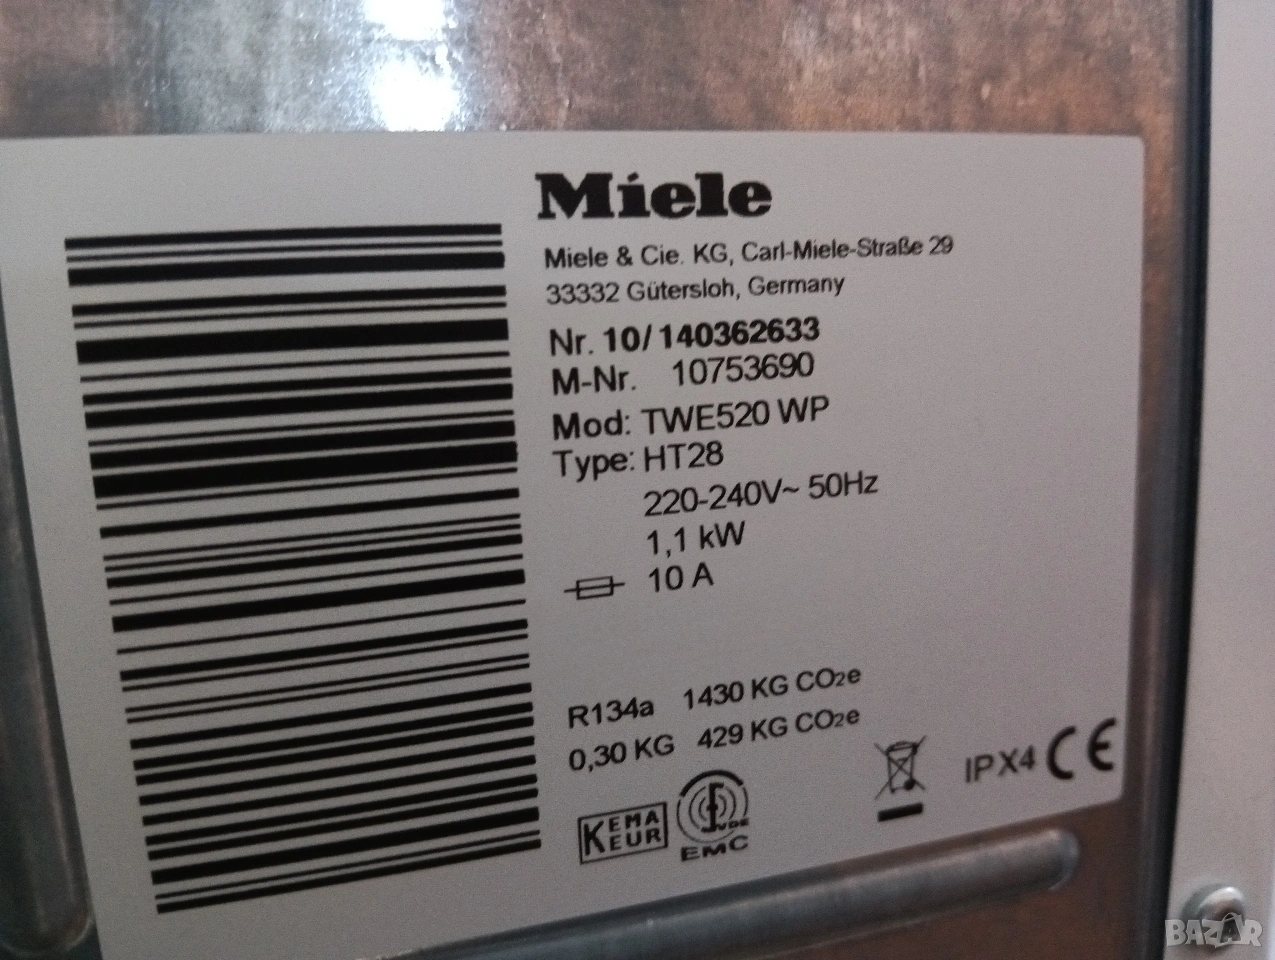 Miele
Miele & Cie. KG, Carl-Miele-Straße 29
33332 Gütersloh, Germany
Nr. 10/140362633
M-Nr. 10753690
Mod: TWE520 WP
Type: HT28
220-240V~ 50Hz
1,1 kW
10 A
R134a 1430 KG CO2e
0,30 KG 429 KG CO2e
KEMA
KEUR
VDE
EMC
IPX4 CE
BAZAR